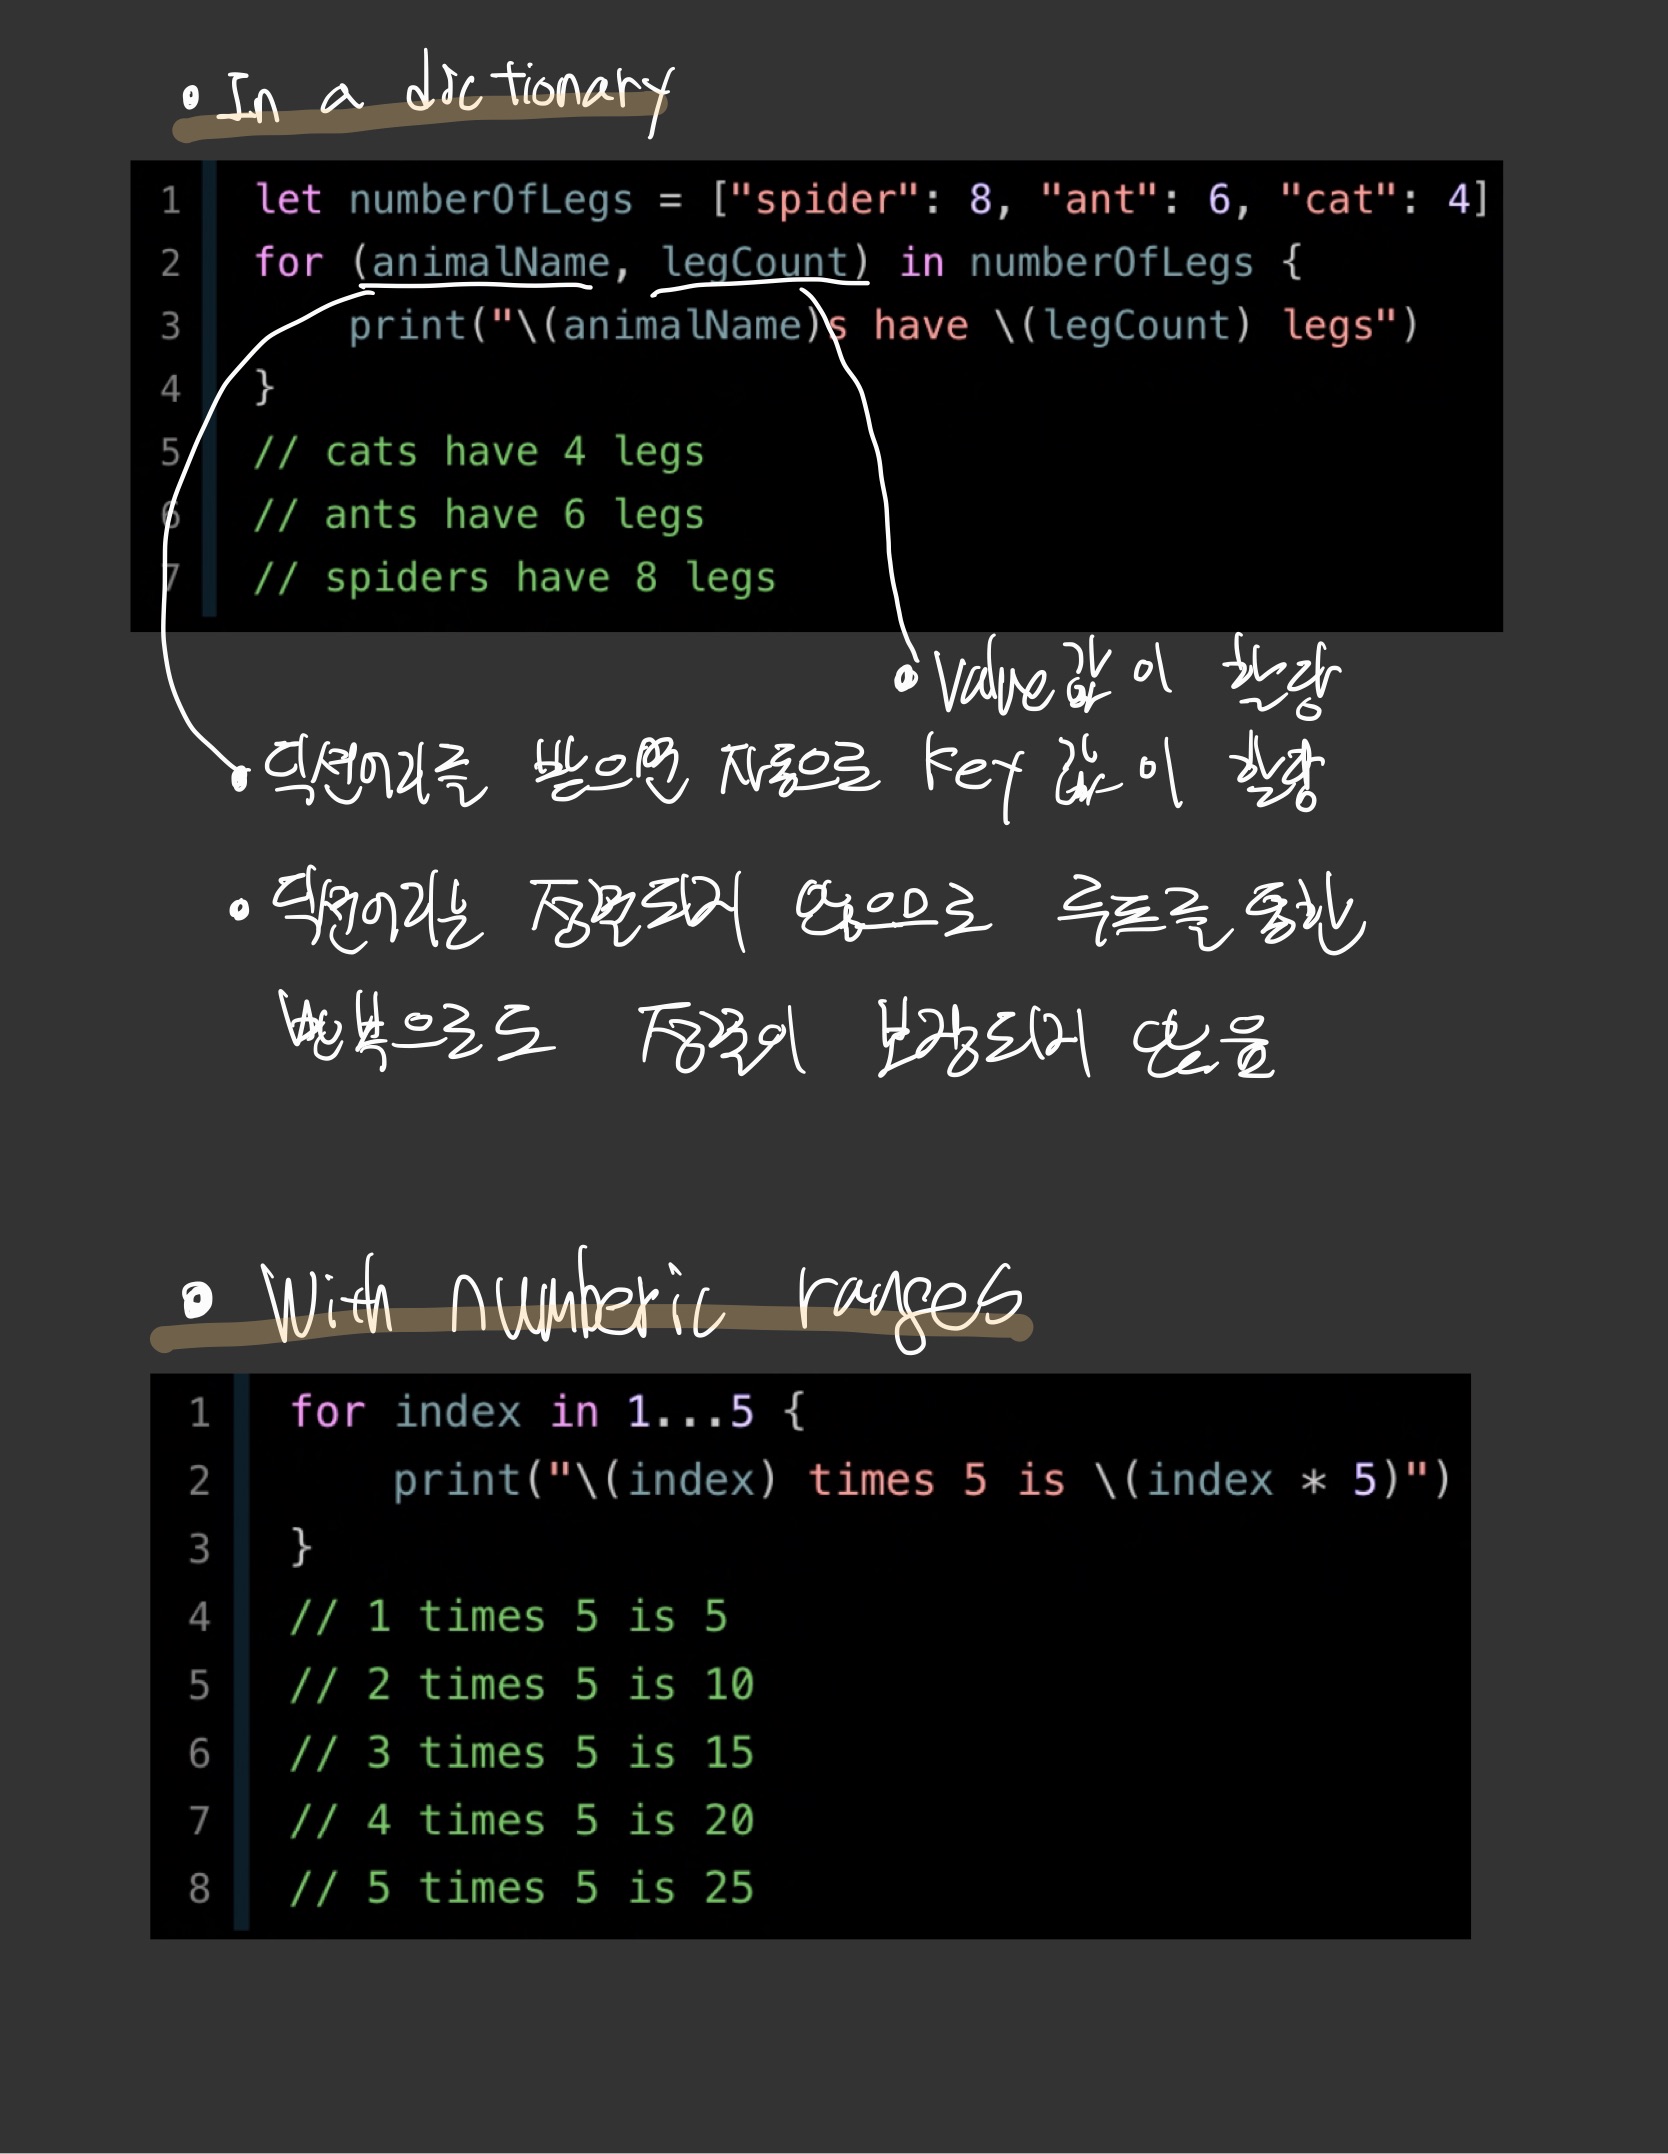 • In a dictionary
1 let numberOfLegs = ["spider": 8, "ant": 6, "cat": 4]
2 for (animalName, legCount) in numberOfLegs {
3 print("\(animalName)s have \(legCount) legs")
4 }
5 // cats have 4 legs
6 // ants have 6 legs
7 // spiders have 8 legs
• Value값이 할당
• 딕션어리를 받으면 자동으로 key 값이 할당
• 딕션어리는 정렬되지 않으므로 루프를 통한
반복으로도 정렬이 보장되지 않음
• With numberic ranges
1 for index in 1...5 {
2 print("\(index) times 5 is \(index * 5)")
3 }
4 // 1 times 5 is 5
5 // 2 times 5 is 10
6 // 3 times 5 is 15
7 // 4 times 5 is 20
8 // 5 times 5 is 25